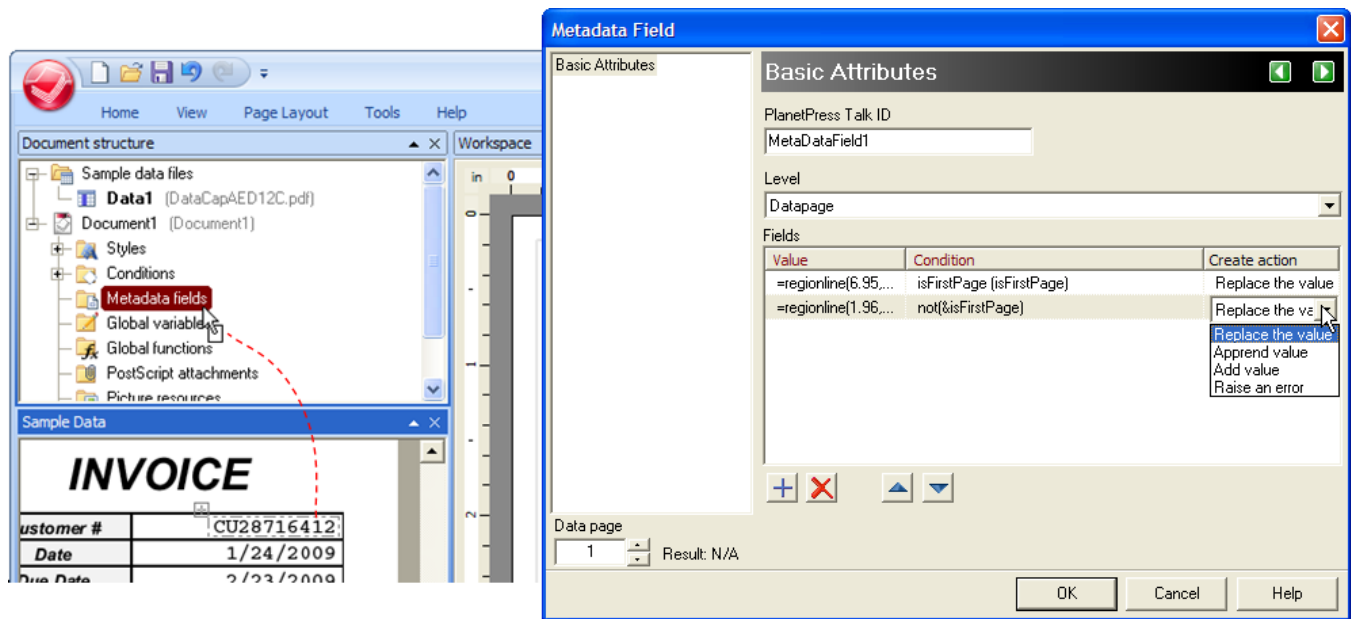 Home View Page Layout Tools Help
Document structure
Workspace
Sample data files
Data1 (DataCapAED12C.pdf)
Document1 (Document1)
Styles
Conditions
Metadata fields
Global variables
Global functions
PostScript attachments
Picture resources
in 0
0
1
2
Sample Data
INVOICE
ustomer # CU28716412
Date 1/24/2009
Due Date 2/23/2009
Metadata Field
Basic Attributes
Basic Attributes
PlanetPress Talk ID
MetaDataField1
Level
Datapage
Fields
Value Condition Create action
=regionline(6.95,... isFirstPage (isFirstPage) Replace the value
=regionline(1.96,... not(&isFirstPage) Replace the va
Replace the value
Apprend value
Add value
Raise an error
Data page
1 Result: N/A
OK Cancel Help